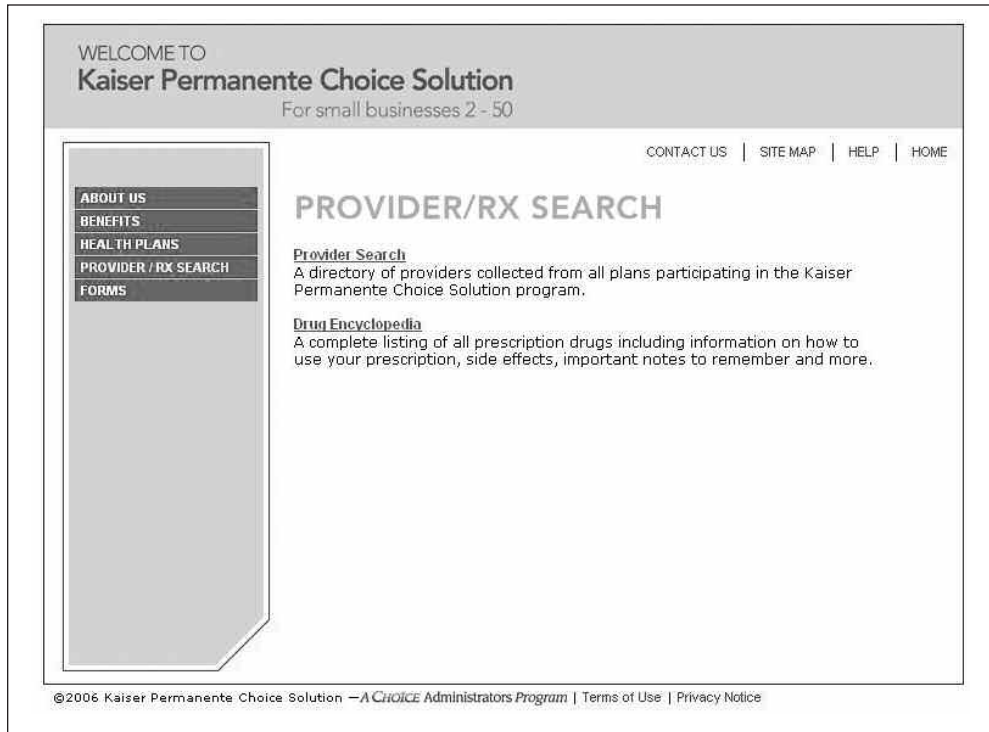 WELCOME TO
Kaiser Permanente Choice Solution
For small businesses 2 - 50
CONTACT US | SITE MAP | HELP | HOME
ABOUT US
BENEFITS
HEALTH PLANS
PROVIDER / RX SEARCH
FORMS
PROVIDER/RX SEARCH
Provider Search
A directory of providers collected from all plans participating in the Kaiser
Permanente Choice Solution program.
Drug Encyclopedia
A complete listing of all prescription drugs including information on how to
use your prescription, side effects, important notes to remember and more.
©2006 Kaiser Permanente Choice Solution —A CHOICE Administrators Program | Terms of Use | Privacy Notice